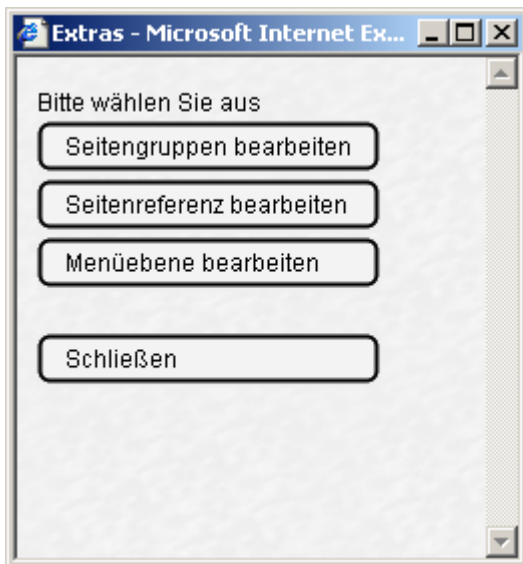 Extras - Microsoft Internet Ex...
Bitte wählen Sie aus
Seitengruppen bearbeiten
Seitenreferenz bearbeiten
Menüebene bearbeiten
Schließen